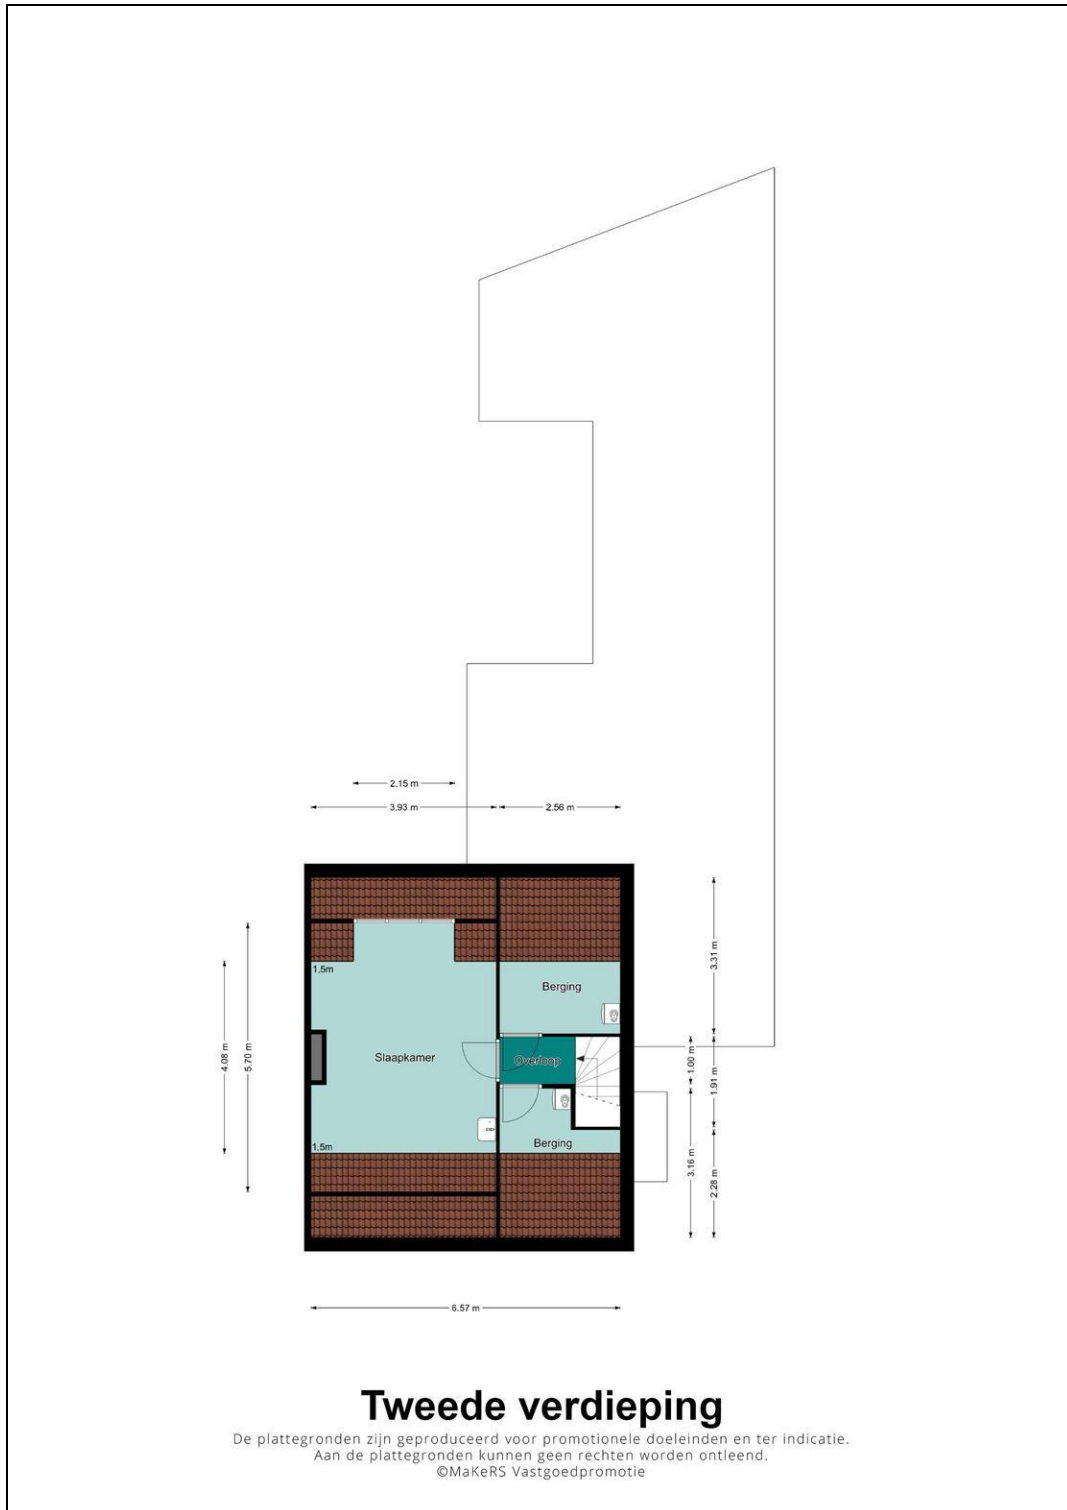 2.15 m
3.93 m
2.56 m
1,5m
Berging
3.31 m
Slaapkamer
Overloop
4.08 m
5.70 m
1.00 m
1.91 m
1,5m
Berging
3.16 m
2.28 m
6.57 m
Tweede verdieping
De plattegronden zijn geproduceerd voor promotionele doeleinden en ter indicatie.
Aan de plattegronden kunnen geen rechten worden ontleend.
©MaKeRS Vastgoedpromotie